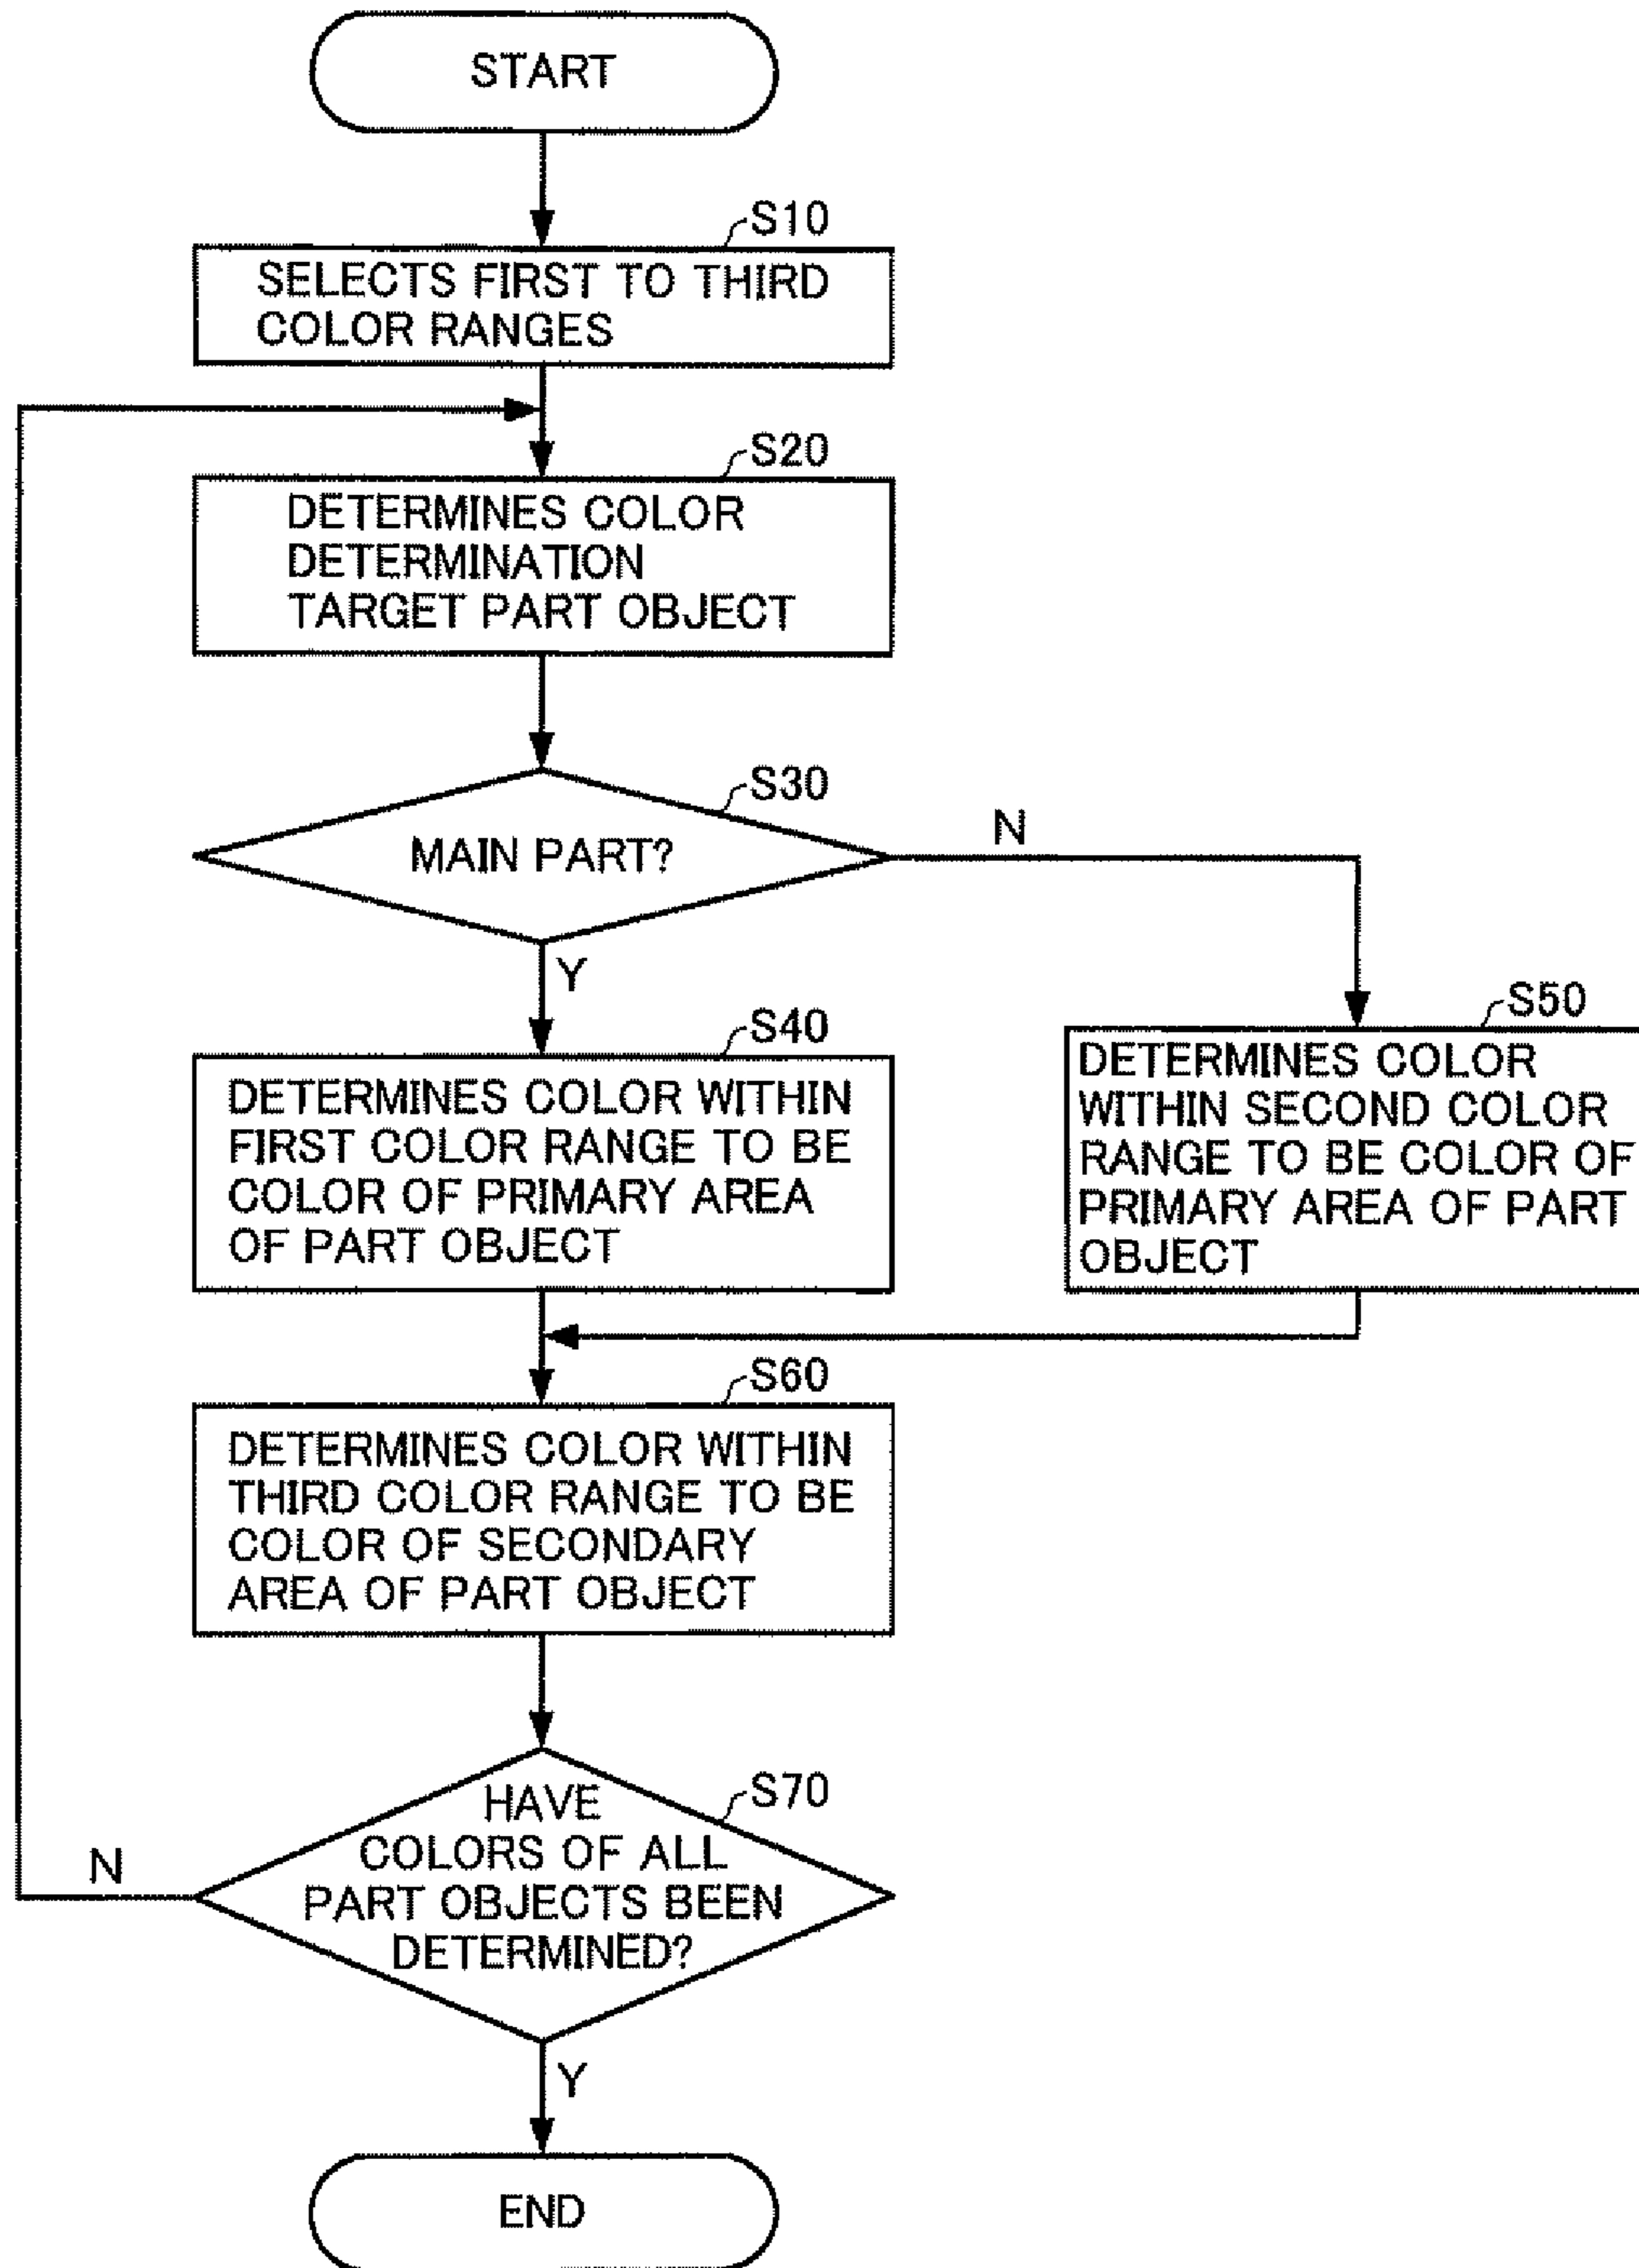 START
S10
SELECTS FIRST TO THIRD
COLOR RANGES
S20
DETERMINES COLOR
DETERMINATION
TARGET PART OBJECT
S30
MAIN PART?
N
Y
S40
DETERMINES COLOR WITHIN
FIRST COLOR RANGE TO BE
COLOR OF PRIMARY AREA
OF PART OBJECT
S50
DETERMINES COLOR
WITHIN SECOND COLOR
RANGE TO BE COLOR OF
PRIMARY AREA OF PART
OBJECT
S60
DETERMINES COLOR WITHIN
THIRD COLOR RANGE TO BE
COLOR OF SECONDARY
AREA OF PART OBJECT
S70
HAVE
COLORS OF ALL
PART OBJECTS BEEN
DETERMINED?
N
Y
END